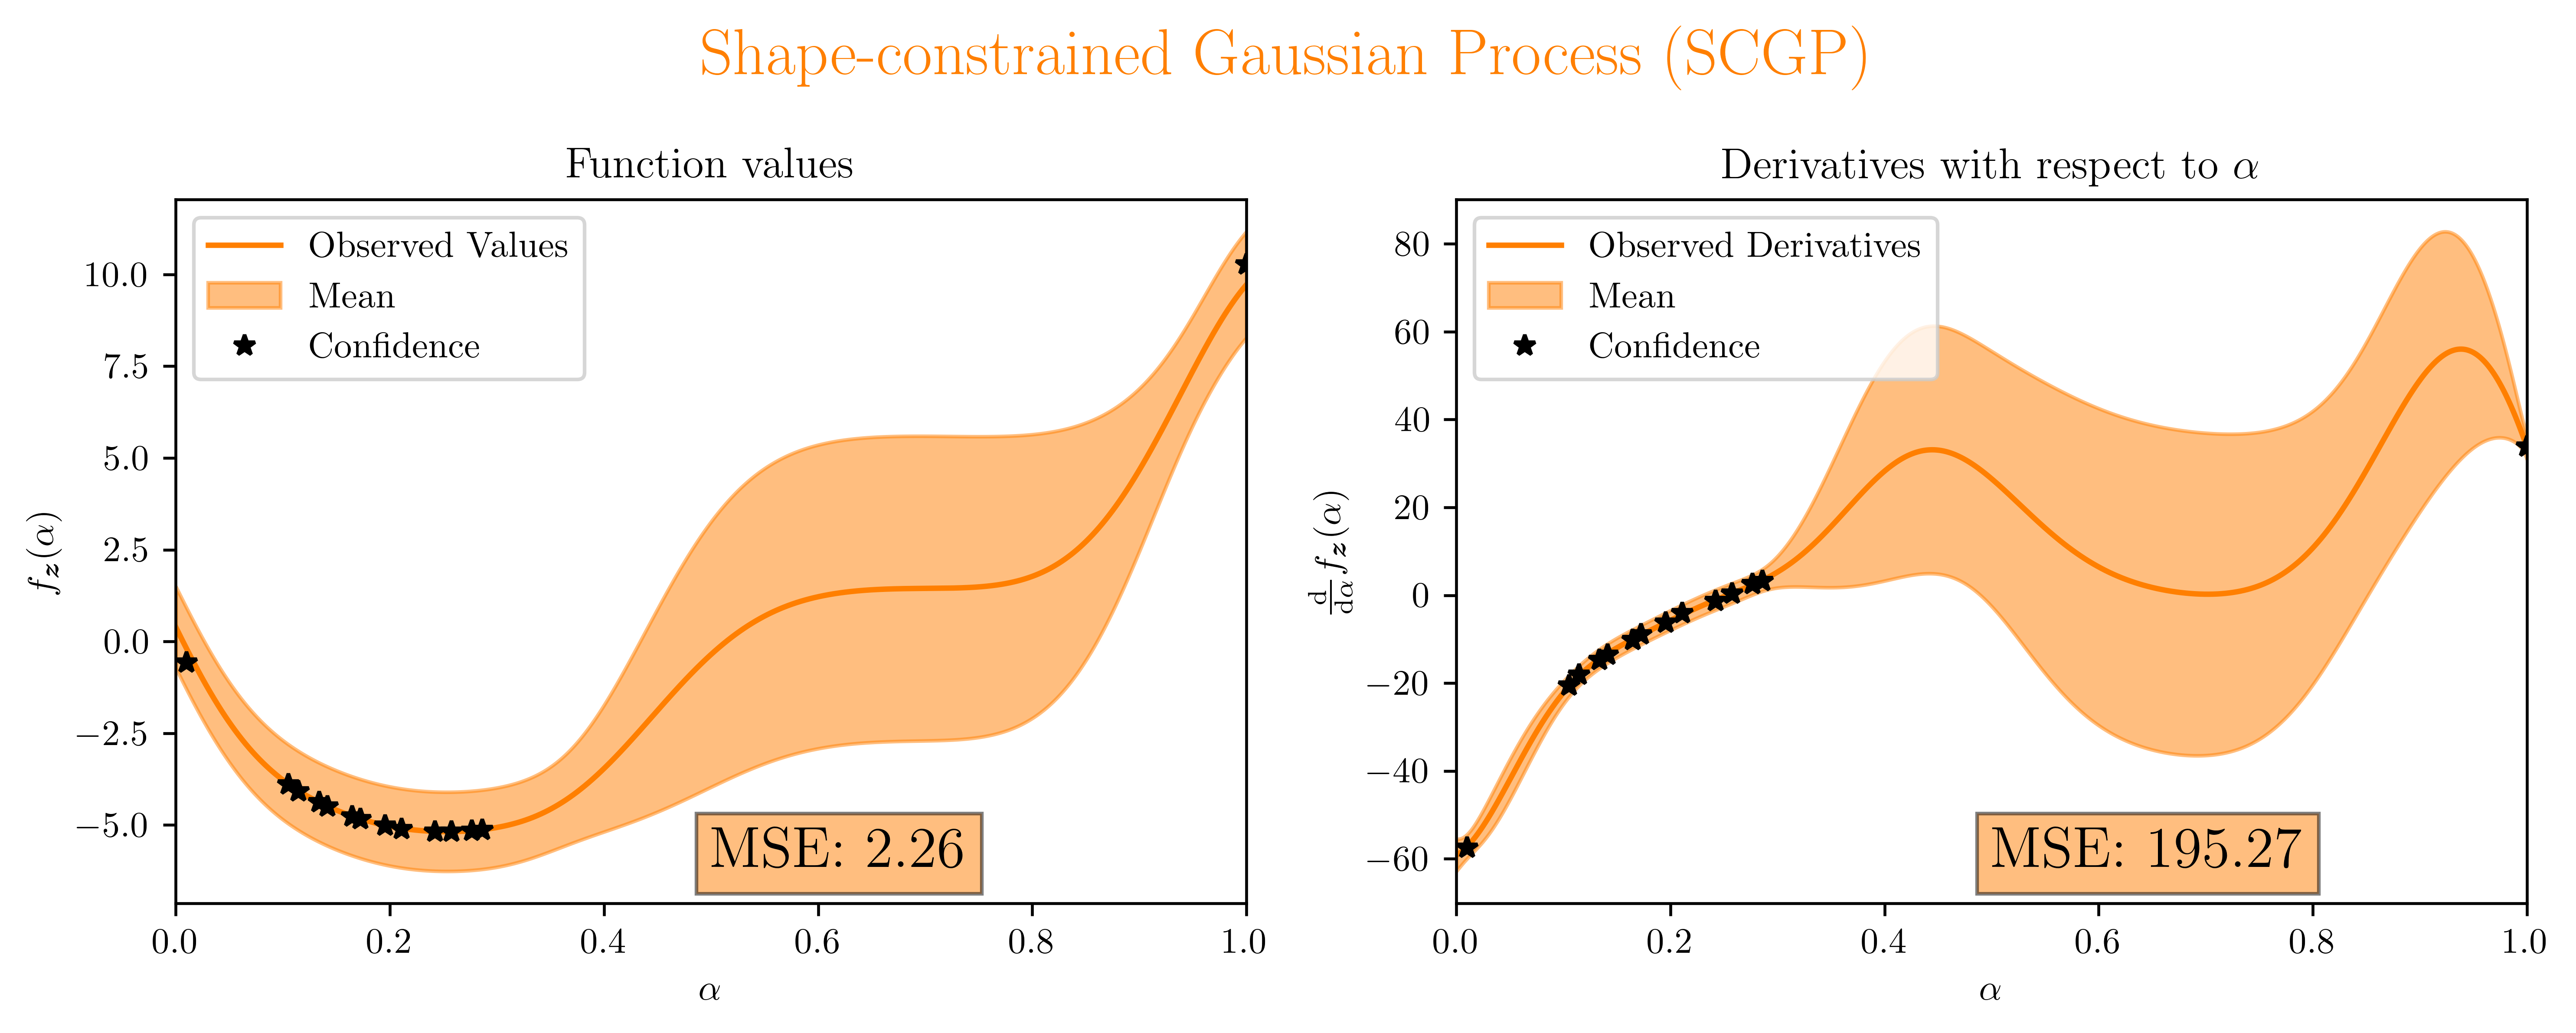 Shape-constrained Gaussian Process (SCGP)
Function values
Observed Values
Mean
Confidence
10.0
7.5
5.0
2.5
0.0
−2.5
−5.0
f_z(α)
MSE: 2.26
0.0 0.2 0.4 0.6 0.8 1.0
α
Derivatives with respect to α
Observed Derivatives
Mean
Confidence
80
60
40
20
0
−20
−40
−60
d/dα f_z(α)
MSE: 195.27
0.0 0.2 0.4 0.6 0.8 1.0
α